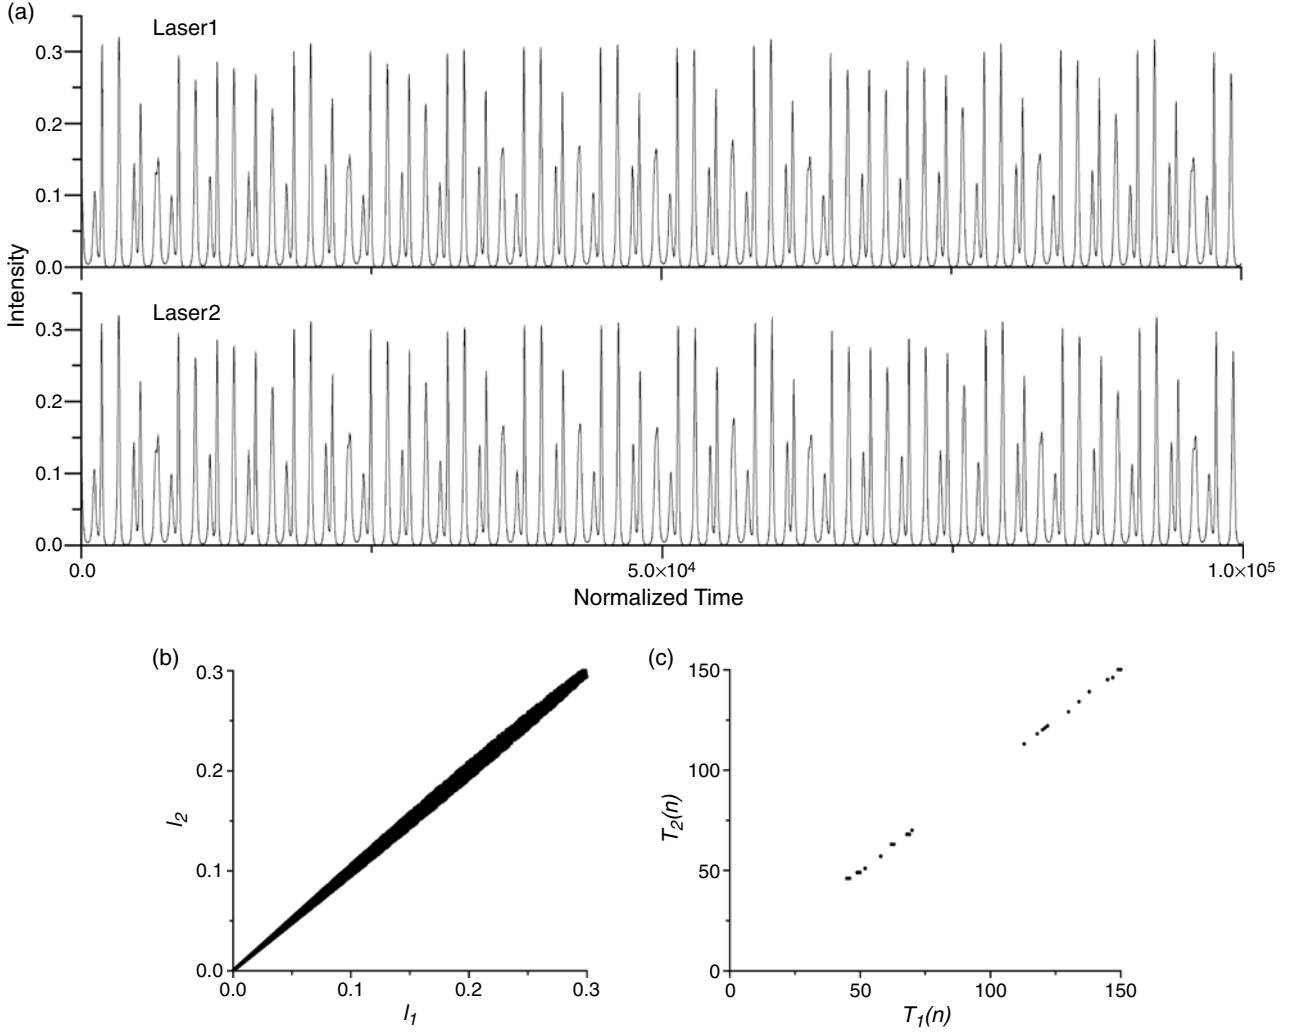 (a)
Laser1
0.3
0.2
0.1
0.0
Intensity
Laser2
0.3
0.2
0.1
0.0
0.0 5.0×10⁴ 1.0×10⁵
Normalized Time
(b)
0.3
0.2
0.1
0.0
I₂
0.0 0.1 0.2 0.3
I₁
(c)
150
100
50
0
T₂(n)
0 50 100 150
T₁(n)